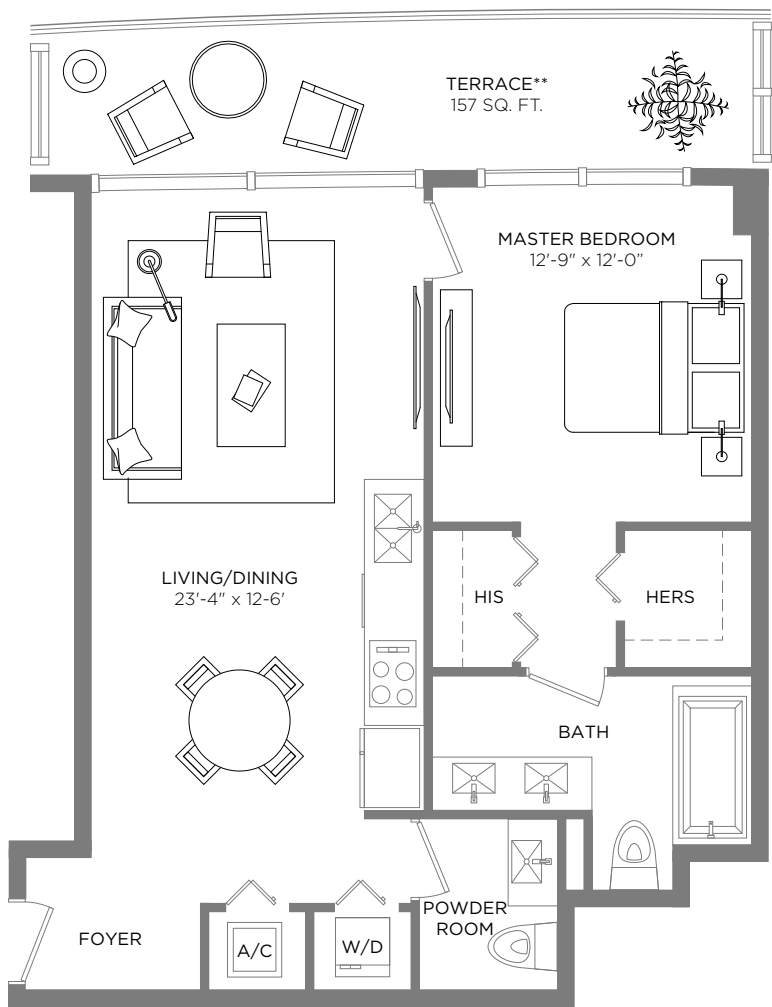 TERRACE**
157 SQ. FT.
MASTER BEDROOM
12'-9" x 12'-0”
LIVING/DINING
23'-4" x 12-6'
HIS
HERS
BATH
POWDER
ROOM
FOYER
A/C
W/D